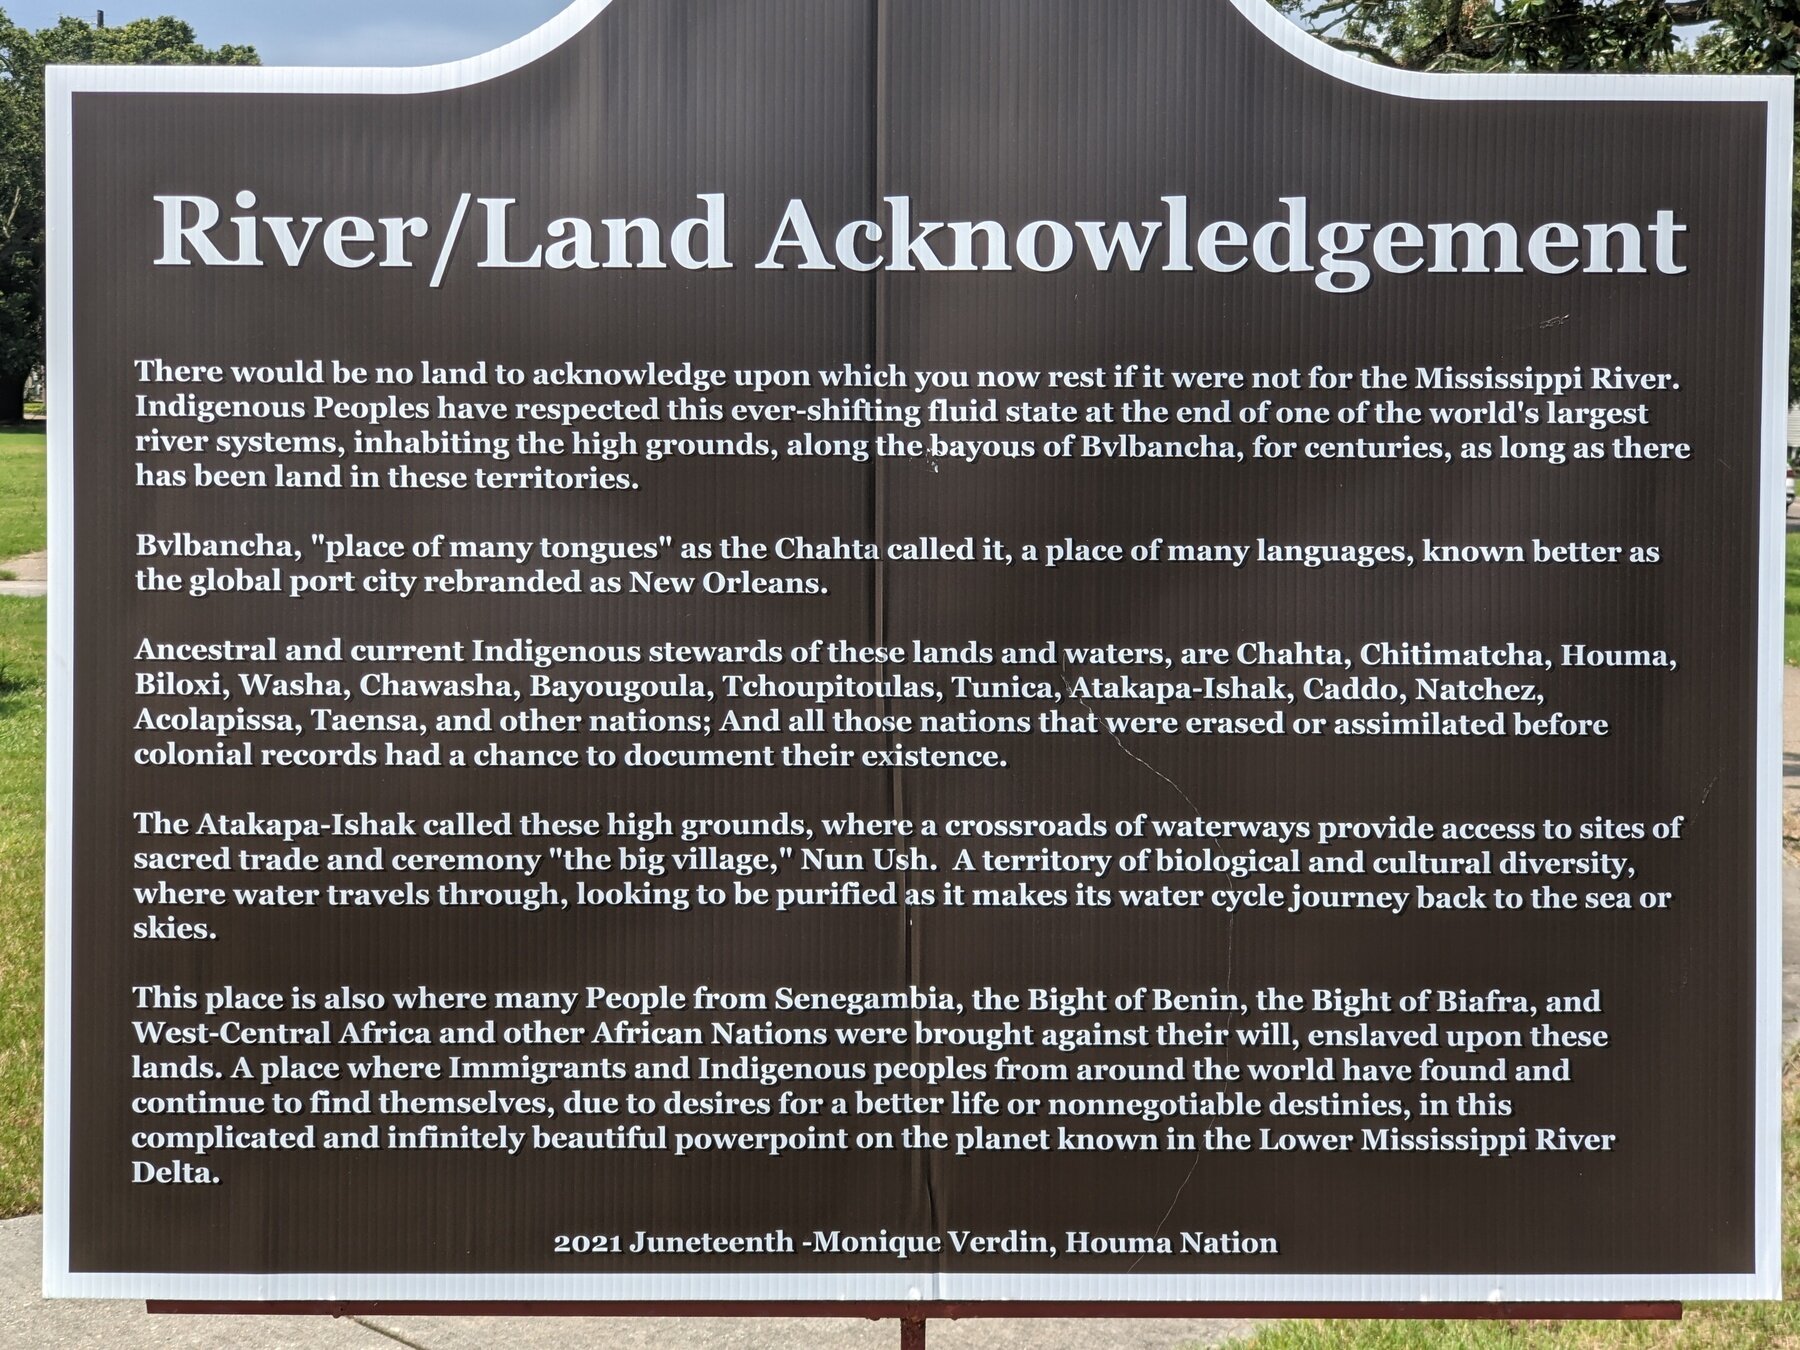 River/Land Acknowledgement
There would be no land to acknowledge upon which you now rest if it were not for the Mississippi River.
Indigenous Peoples have respected this ever-shifting fluid state at the end of one of the world's largest
river systems, inhabiting the high grounds, along the bayous of Bvlbancha, for centuries, as long as there
has been land in these territories.
Bvlbancha, "place of many tongues" as the Chahta called it, a place of many languages, known better as
the global port city rebranded as New Orleans.
Ancestral and current Indigenous stewards of these lands and waters, are Chahta, Chitimatcha, Houma,
Biloxi, Washa, Chawasha, Bayougoula, Tchoupitoulas, Tunica, Atakapa-Ishak, Caddo, Natchez,
Acolapissa, Taensa, and other nations; And all those nations that were erased or assimilated before
colonial records had a chance to document their existence.
The Atakapa-Ishak called these high grounds, where a crossroads of waterways provide access to sites of
sacred trade and ceremony "the big village," Nun Ush.  A territory of biological and cultural diversity,
where water travels through, looking to be purified as it makes its water cycle journey back to the sea or
skies.
This place is also where many People from Senegambia, the Bight of Benin, the Bight of Biafra, and
West-Central Africa and other African Nations were brought against their will, enslaved upon these
lands. A place where Immigrants and Indigenous peoples from around the world have found and
continue to find themselves, due to desires for a better life or nonnegotiable destinies, in this
complicated and infinitely beautiful powerpoint on the planet known in the Lower Mississippi River
Delta.
2021 Juneteenth -Monique Verdin, Houma Nation